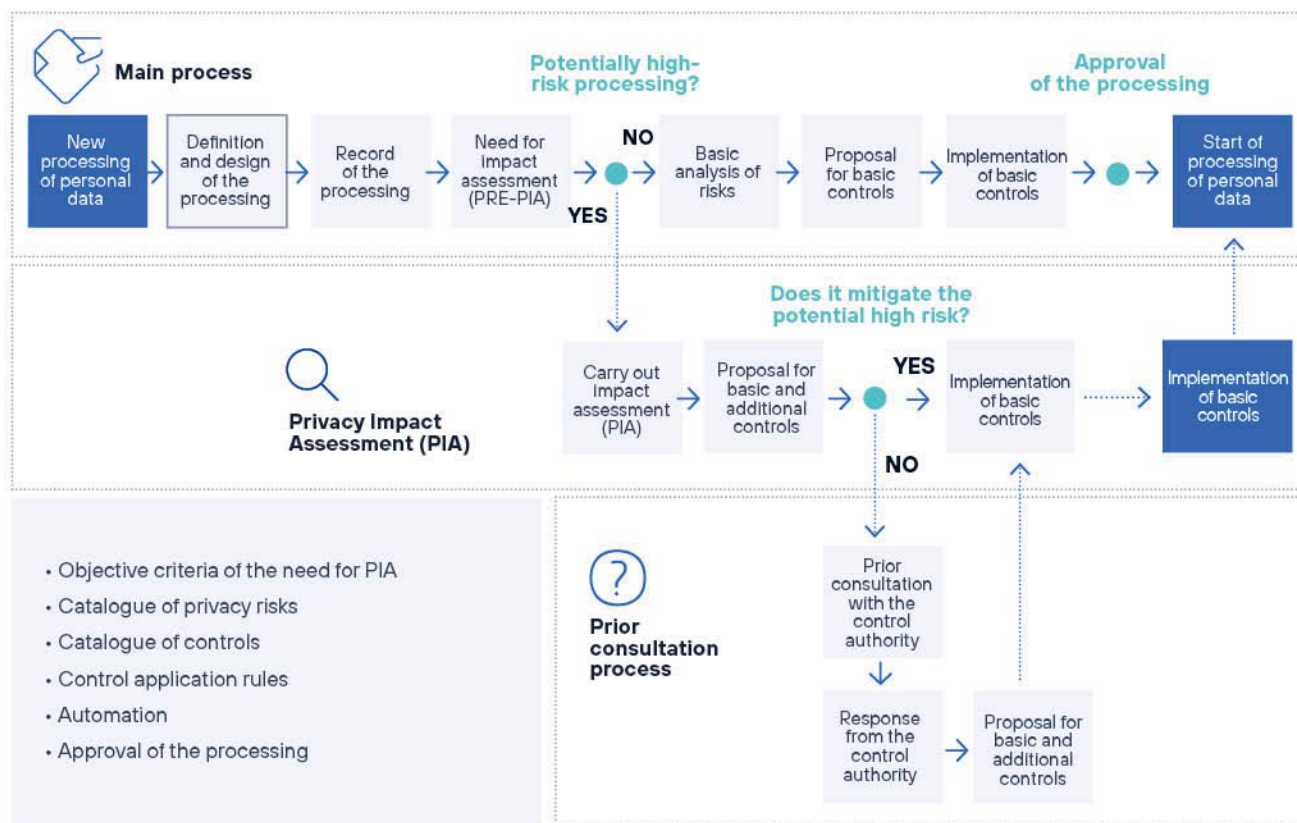 Main process
Potentially high-
risk processing?
Approval
of the processing
New
processing
of personal
data
Definition
and design
of the
processing
Record
of the
processing
Need for
impact
assessment
(PRE-PIA)
NO
YES
Basic
analysis of
risks
Proposal
for basic
controls
Implementation
of basic
controls
Start of
processing
of personal
data
Does it mitigate the
potential high risk?
Privacy Impact
Assessment (PIA)
Carry out
impact
assessment
(PIA)
Proposal for
basic and
additional
controls
YES
NO
Implementation
of basic
controls
Implementation
of basic
controls
• Objective criteria of the need for PIA
• Catalogue of privacy risks
• Catalogue of controls
• Control application rules
• Automation
• Approval of the processing
?
Prior
consultation
process
Prior
consultation
with the
control
authority
Response
from the
control
authority
Proposal for
basic and
additional
controls